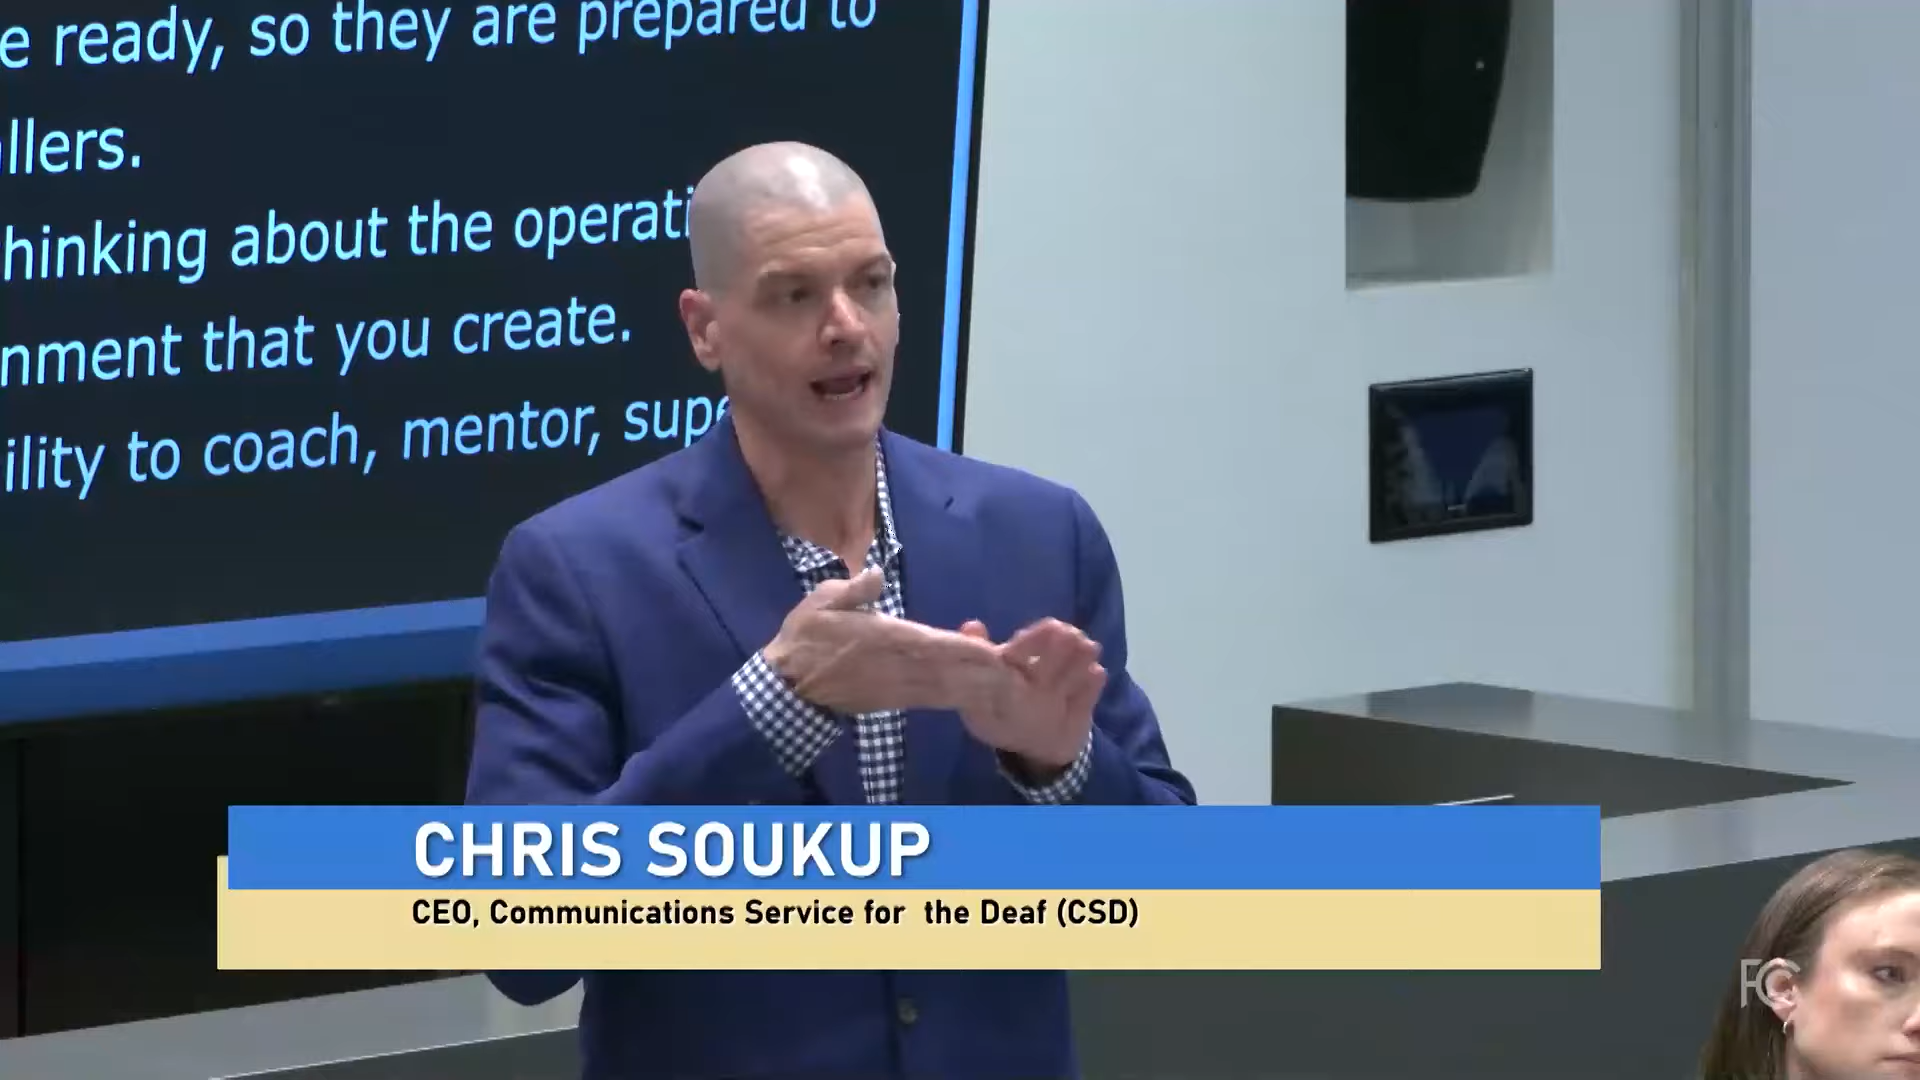 e ready, so they are prepared to
llers.
hinking about the operati
nment that you create.
ility to coach, mentor, supe
CHRIS SOUKUP
CEO, Communications Service for the Deaf (CSD)
FCC